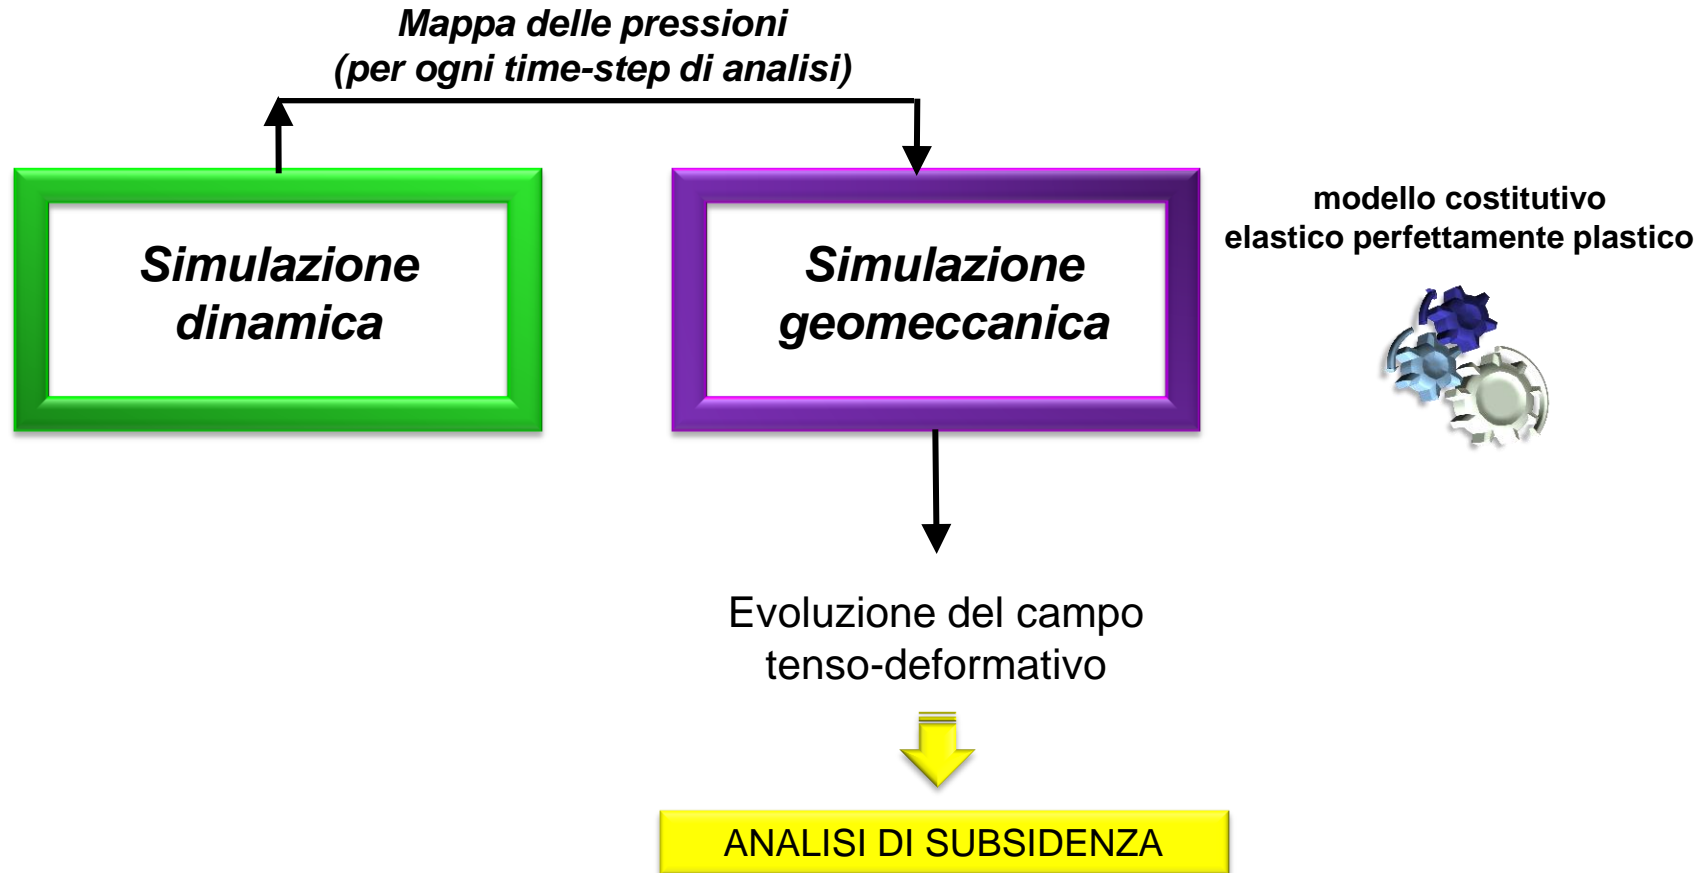 Mappa delle pressioni
(per ogni time-step di analisi)
Simulazione
dinamica
Simulazione
geomeccanica
modello costitutivo
elastico perfettamente plastico
Evoluzione del campo
tenso-deformativo
ANALISI DI SUBSIDENZA